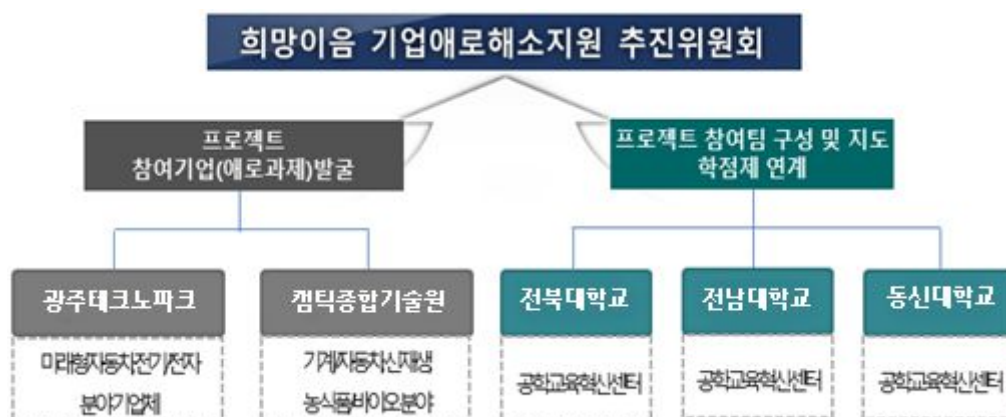 희망이음 기업애로해소지원 추진위원회
프로젝트
참여기업(애로과제)발굴
프로젝트 참여팀 구성 및 지도
학점제 연계
광주테크노파크
캠틱종합기술원
전북대학교
전남대학교
동신대학교
미래형자동차전기/전자
분야기업체
기계/자동차/신재생
농식품/바이오분야
공학교육혁신센터
공학교육혁신센터
공학교육혁신센터